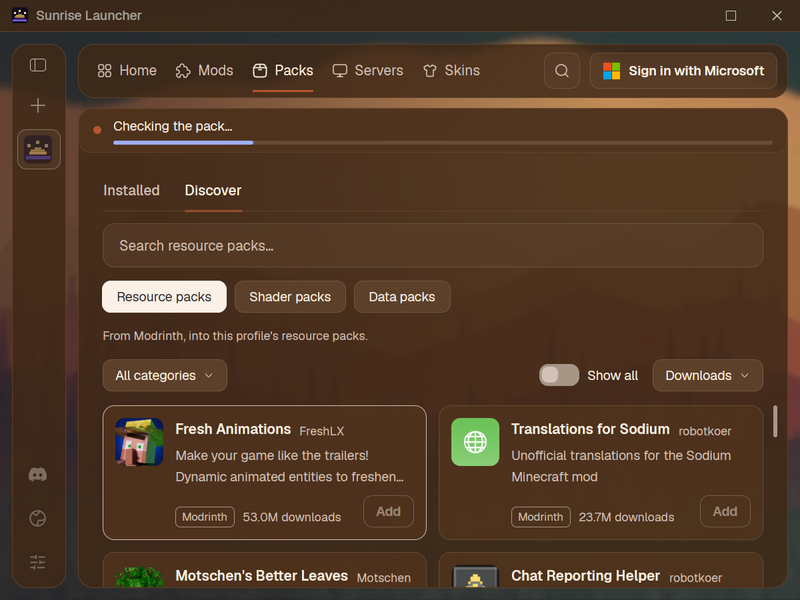 Sunrise Launcher
Home
Mods
Packs
Servers
Skins
Sign in with Microsoft
Checking the pack...
Installed
Discover
Search resource packs...
Resource packs
Shader packs
Data packs
From Modrinth, into this profile's resource packs.
All categories
Show all
Downloads
Fresh Animations FreshLX
Make your game like the trailers!
Dynamic animated entities to freshen...
Modrinth 53.0M downloads
Add
Translations for Sodium robotkoer
Unofficial translations for the Sodium
Minecraft mod
Modrinth 23.7M downloads
Add
Motschen's Better Leaves Motschen
Chat Reporting Helper robotkoer